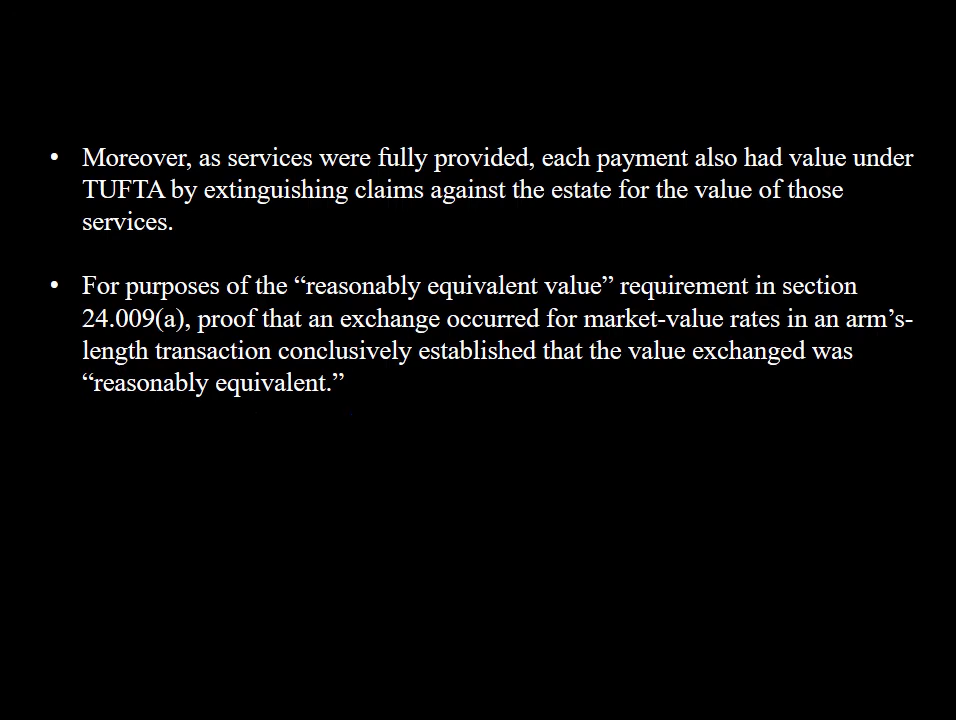 • Moreover, as services were fully provided, each payment also had value under
TUFTA by extinguishing claims against the estate for the value of those
services.
• For purposes of the “reasonably equivalent value” requirement in section
24.009(a), proof that an exchange occurred for market-value rates in an arm’s-
length transaction conclusively established that the value exchanged was
“reasonably equivalent.”